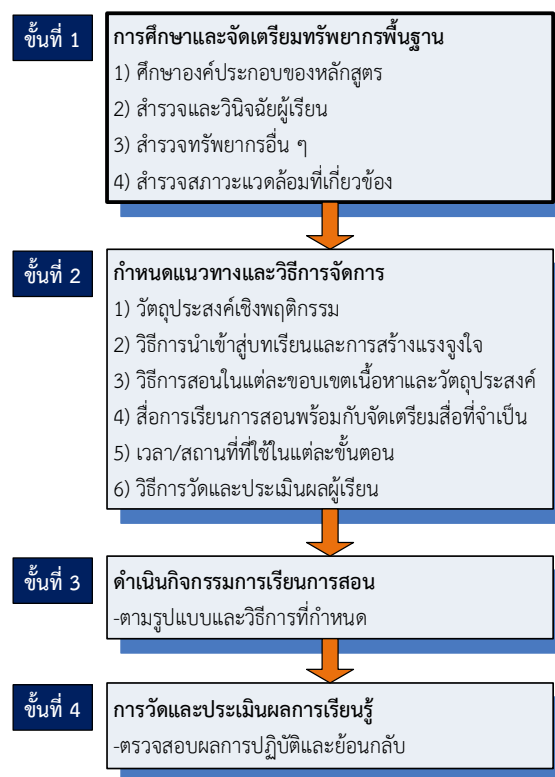 ขั้นที่ 1
การศึกษาและจัดเตรียมทรัพยากรพื้นฐาน
1) ศึกษาองค์ประกอบของหลักสูตร
2) สำรวจและวินิจฉัยผู้เรียน
3) สำรวจทรัพยากรอื่น ๆ
4) สำรวจสภาวะแวดล้อมที่เกี่ยวข้อง
ขั้นที่ 2
กำหนดแนวทางและวิธีการจัดการ
1) วัตถุประสงค์เชิงพฤติกรรม
2) วิธีการนำเข้าสู่บทเรียนและการสร้างแรงจูงใจ
3) วิธีการสอนในแต่ละขอบเขตเนื้อหาและวัตถุประสงค์
4) สื่อการเรียนการสอนพร้อมกับจัดเตรียมสื่อที่จำเป็น
5) เวลา/สถานที่ที่ใช้ในแต่ละขั้นตอน
6) วิธีการวัดและประเมินผลผู้เรียน
ขั้นที่ 3
ดำเนินกิจกรรมการเรียนการสอน
-ตามรูปแบบและวิธีการที่กำหนด
ขั้นที่ 4
การวัดและประเมินผลการเรียนรู้
-ตรวจสอบผลการปฏิบัติและย้อนกลับ